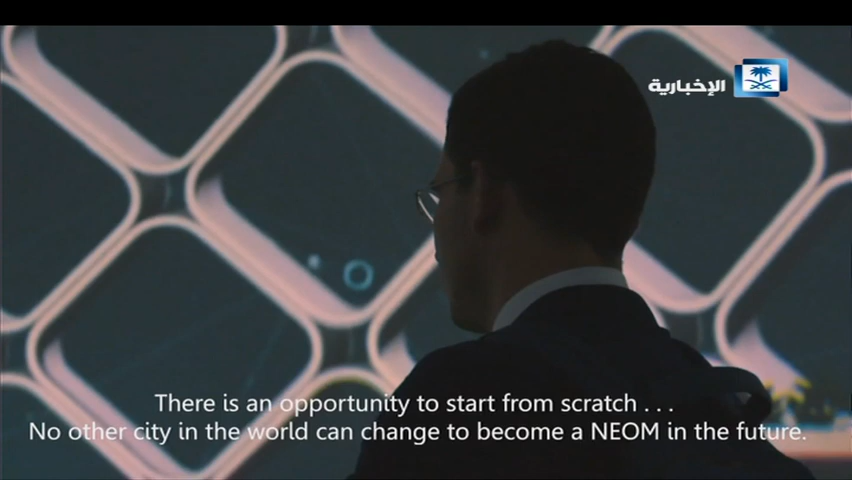 الإخبارية
There is an opportunity to start from scratch . . .
No other city in the world can change to become a NEOM in the future.